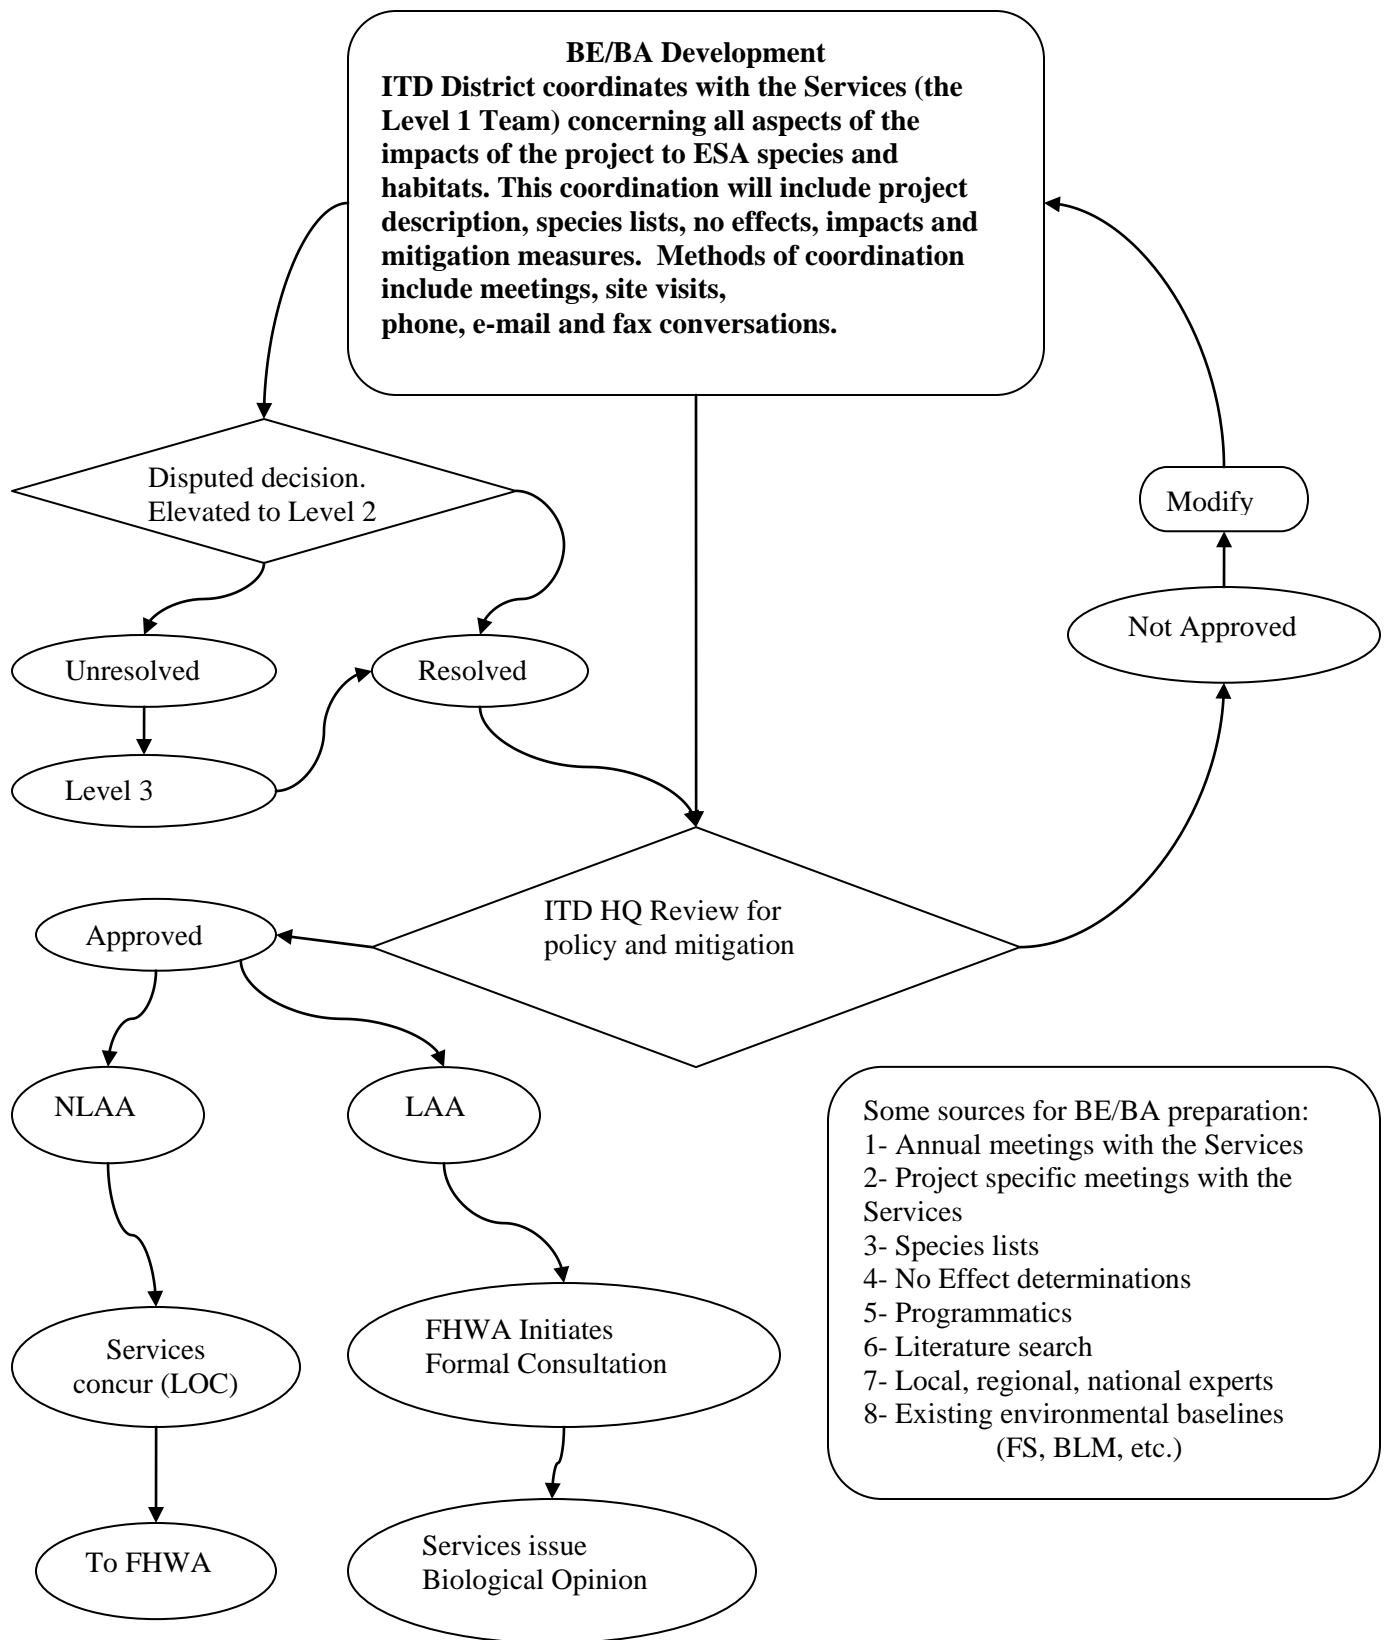 BE/BA Development
ITD District coordinates with the Services (the
Level 1 Team) concerning all aspects of the
impacts of the project to ESA species and
habitats. This coordination will include project
description, species lists, no effects, impacts and
mitigation measures.  Methods of coordination
include meetings, site visits,
phone, e-mail and fax conversations.
Disputed decision.
Elevated to Level 2
Modify
Not Approved
Unresolved
Resolved
Level 3
ITD HQ Review for
policy and mitigation
Approved
NLAA
LAA
Services
concur (LOC)
FHWA Initiates
Formal Consultation
To FHWA
Services issue
Biological Opinion
Some sources for BE/BA preparation:
1- Annual meetings with the Services
2- Project specific meetings with the
Services
3- Species lists
4- No Effect determinations
5- Programmatics
6- Literature search
7- Local, regional, national experts
8- Existing environmental baselines
(FS, BLM, etc.)